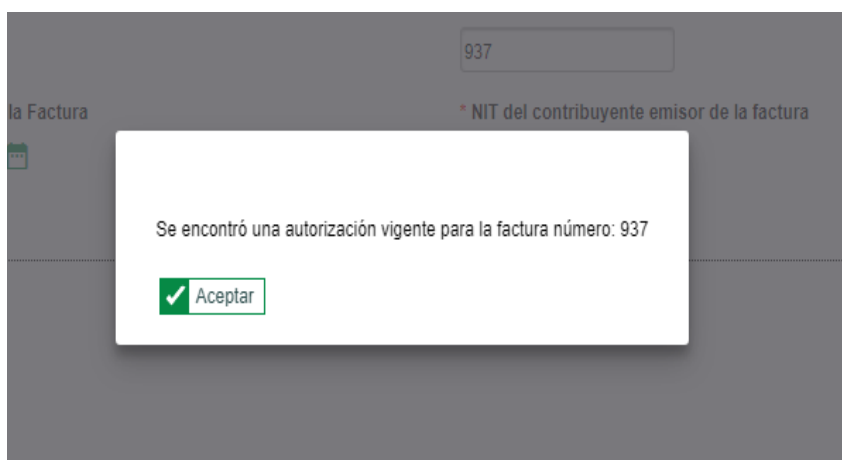 937
la Factura
* NIT del contribuyente emisor de la factura
Se encontró una autorización vigente para la factura número: 937
Aceptar